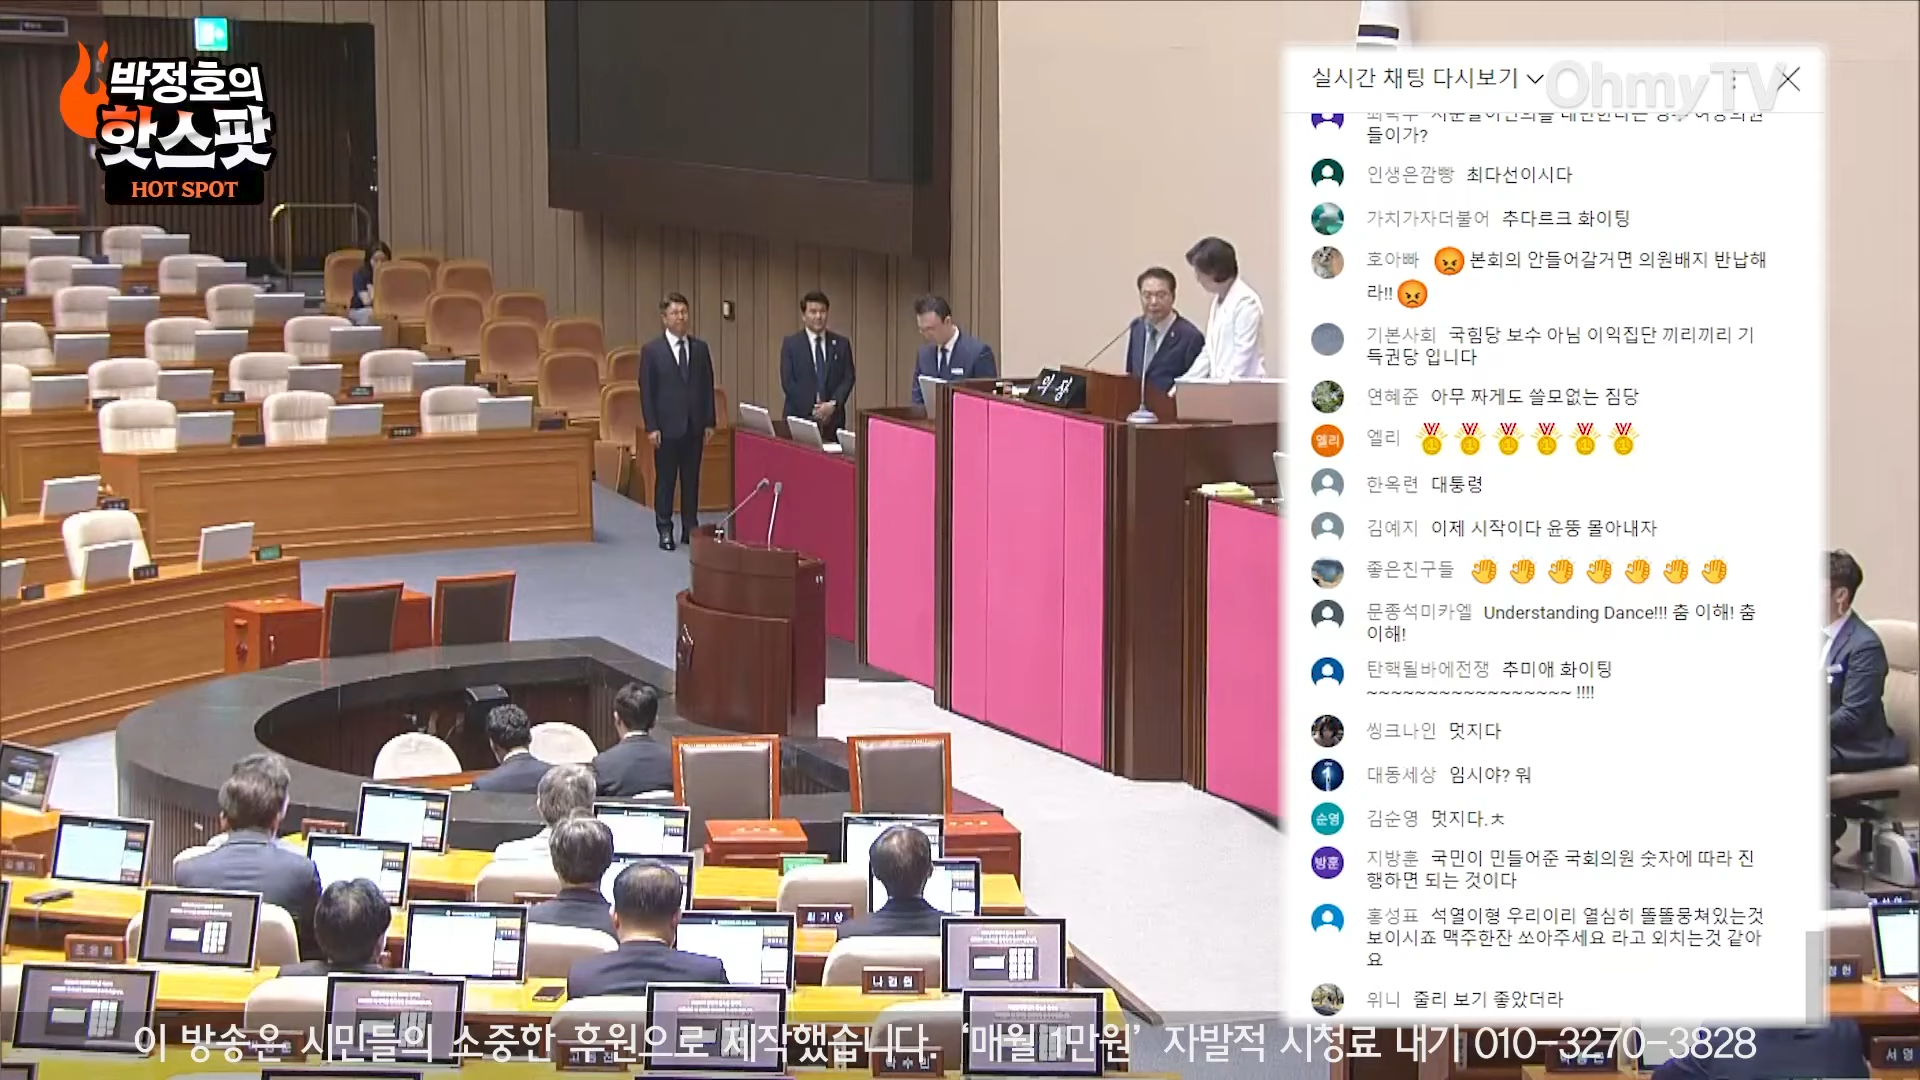 박정호의
핫스팟
HOT SPOT
OhmyTV
실시간 채팅 다시보기
들이가?
인생은깜빵 최다선이시다
가치가자더불어 추다르크 화이팅
호아빠 😡본회의 안들어갈거면 의원배지 반납해
라!!😡
기본사회 국힘당 보수 아님 이익집단 끼리끼리 기
득권당 입니다
연혜준 아무 짜게도 쓸모없는 짐당
엘리
엘리 🏅🏅🏅🏅🏅🏅
한옥련 대통령
김예지 이제 시작이다 윤뚱 몰아내자
좋은친구들 👏👏👏👏👏👏👏
문종석미카엘 Understanding Dance!!! 춤 이해! 춤
이해!
탄핵될바에전쟁 추미애 화이팅
~~~~~~~~~~~~~~~~~ !!!!
씽크나인 멋지다
대동세상 임시야? 워
순영
김순영 멋지다.ㅊ
방훈
지방훈 국민이 민들어준 국회의원 숫자에 따라 진
행하면 되는 것이다
홍성표 석열이형 우리이리 열심히 똘똘뭉쳐있는것
보이시죠 맥주한잔 쏘아주세요 라고 외치는것 같아
요
위니 줄리 보기 좋았더라
의장
최기상
나경원
이 방송은 시민들의 소중한 후원으로 제작했습니다. ‘매월 1만원’ 자발적 시청료 내기 010-3270-3828